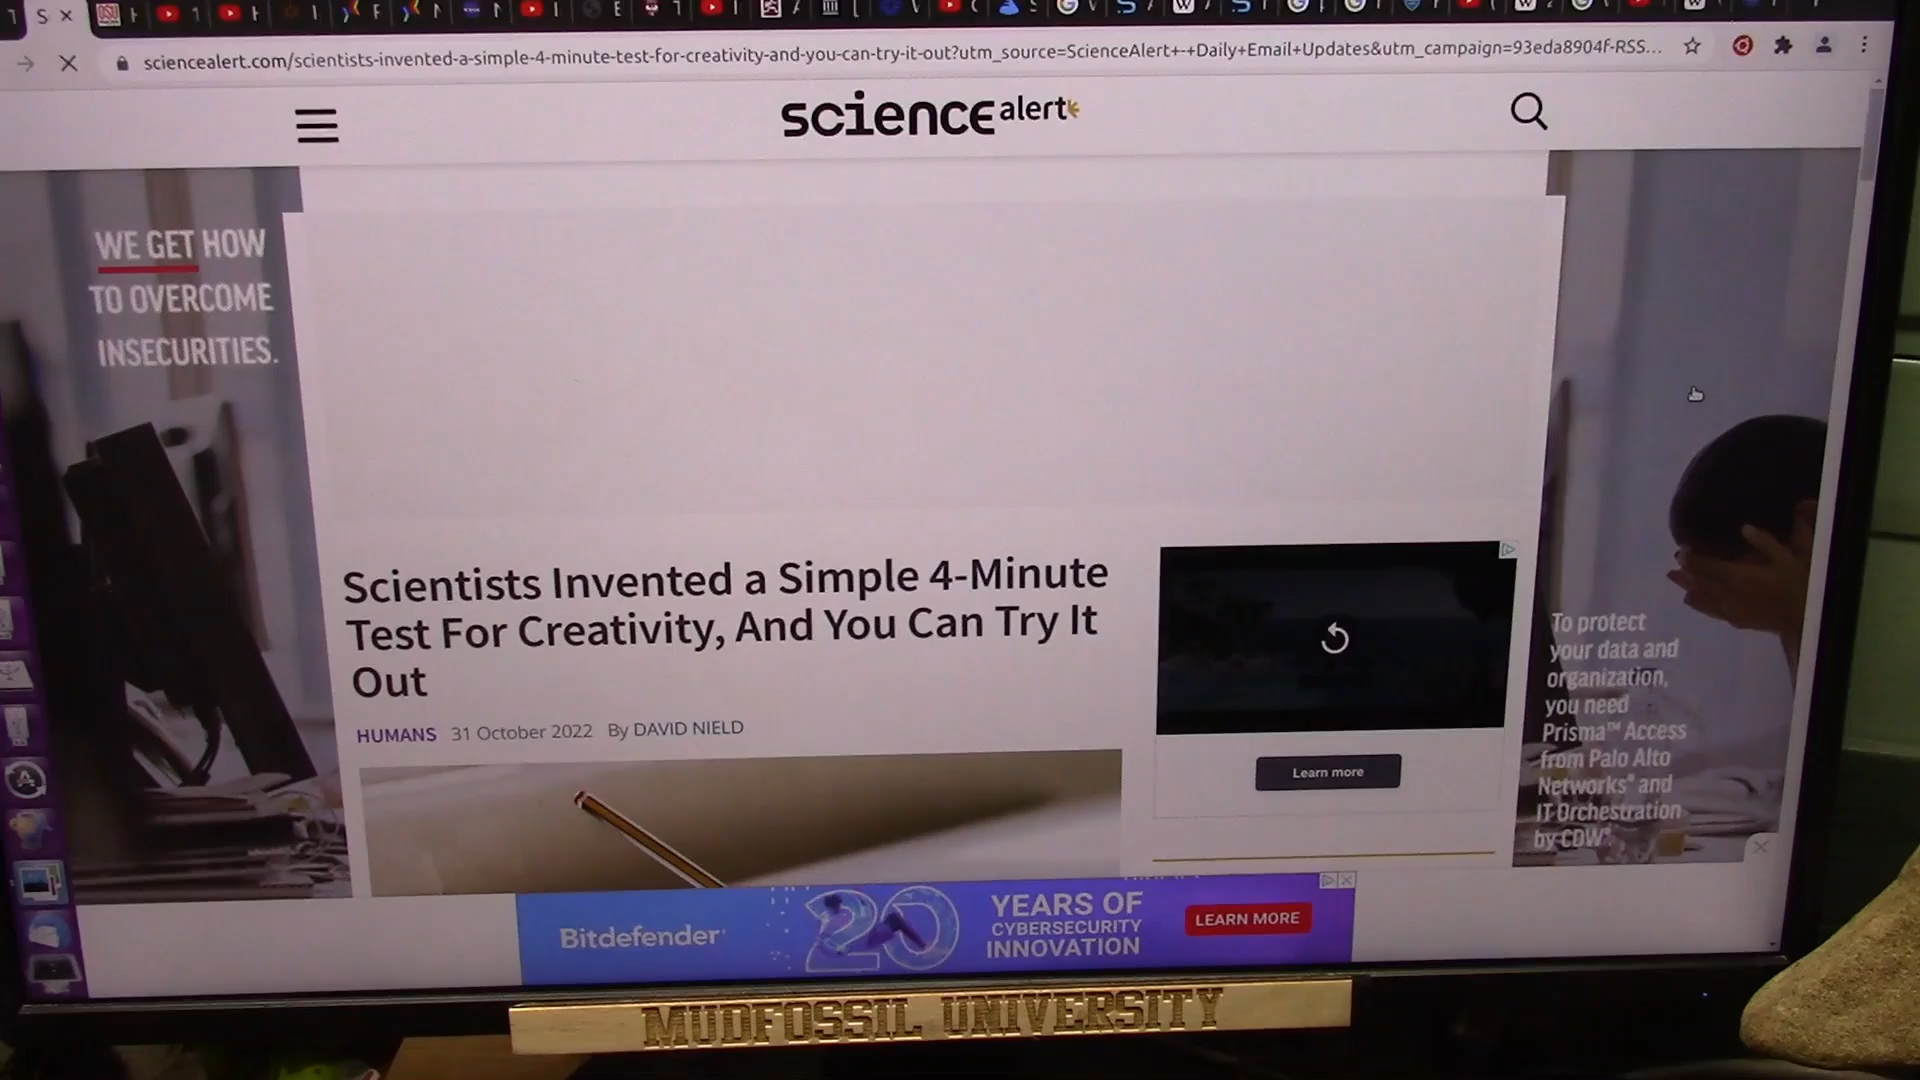 sciencealert.com/scientists-invented-a-simple-4-minute-test-for-creativity-and-you-can-try-it-out?utm_source=ScienceAlert+-+Daily+Email+Updates&utm_campaign=93eda8904f-RSS...
science alert
WE GET HOW
TO OVERCOME
INSECURITIES.
Scientists Invented a Simple 4-Minute
Test For Creativity, And You Can Try It
Out
HUMANS 31 October 2022 By DAVID NIELD
Learn more
To protect
your data and
organization,
you need
Prisma™ Access
from Palo Alto
Networks® and
IT Orchestration
by CDW®.
Bitdefender
20
YEARS OF
CYBERSECURITY
INNOVATION
LEARN MORE
MUDFOSSIL UNIVERSITY